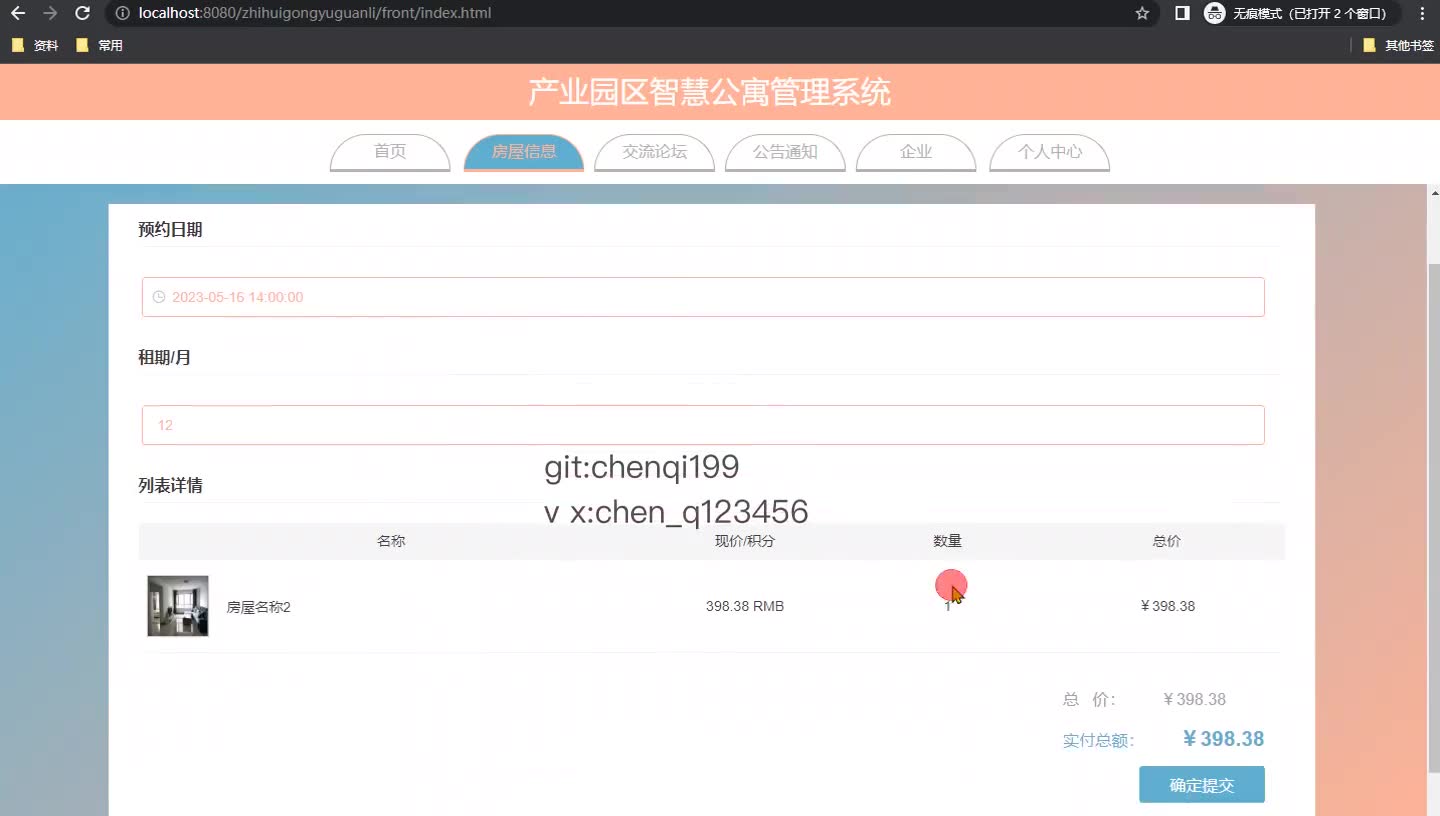 localhost:8080/zhihuigongyuguanli/front/index.html
无痕模式（已打开 2 个窗口）
资料
常用
其他书签
产业园区智慧公寓管理系统
首页
房屋信息
交流论坛
公告通知
企业
个人中心
预约日期
2023-05-16 14:00:00
租期/月
12
git:chenqi199
列表详情
v x:chen_q123456
名称
现价/积分
数量
总价
房屋名称2
398.38 RMB
1
￥398.38
总 价：
￥398.38
实付总额：
￥398.38
确定提交